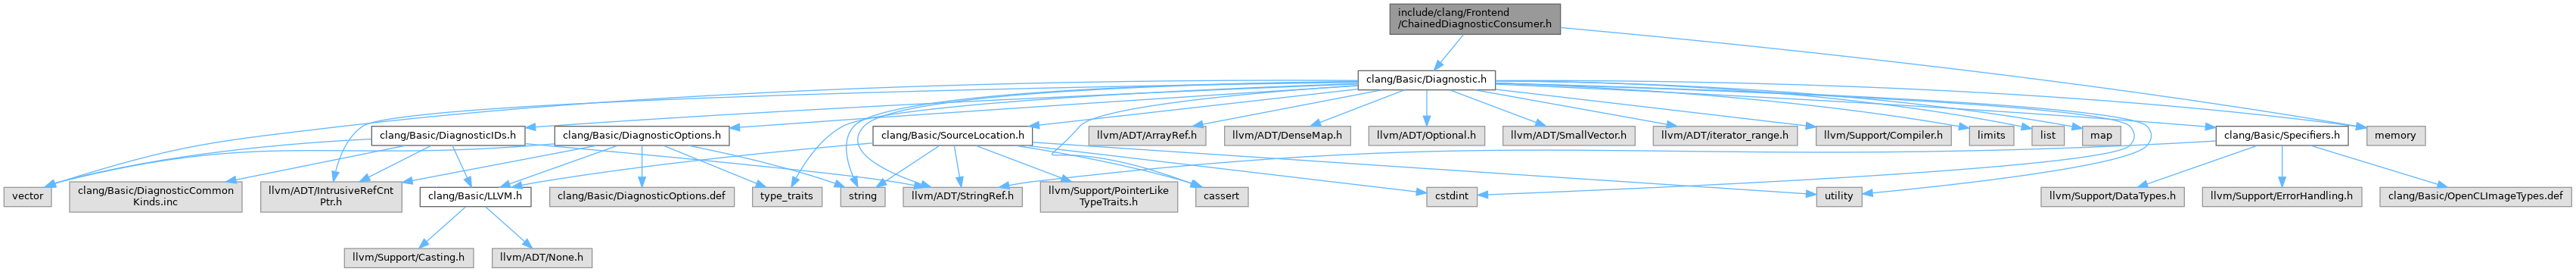 include/clang/Frontend
/ChainedDiagnosticConsumer.h
clang/Basic/Diagnostic.h
clang/Basic/DiagnosticIDs.h
clang/Basic/DiagnosticOptions.h
clang/Basic/SourceLocation.h
llvm/ADT/ArrayRef.h
llvm/ADT/DenseMap.h
llvm/ADT/Optional.h
llvm/ADT/SmallVector.h
llvm/ADT/iterator_range.h
llvm/Support/Compiler.h
limits
list
map
clang/Basic/Specifiers.h
memory
vector
clang/Basic/DiagnosticCommon
Kinds.inc
llvm/ADT/IntrusiveRefCnt
Ptr.h
clang/Basic/LLVM.h
clang/Basic/DiagnosticOptions.def
type_traits
string
llvm/ADT/StringRef.h
llvm/Support/PointerLike
TypeTraits.h
cassert
cstdint
utility
llvm/Support/DataTypes.h
llvm/Support/ErrorHandling.h
clang/Basic/OpenCLImageTypes.def
llvm/Support/Casting.h
llvm/ADT/None.h